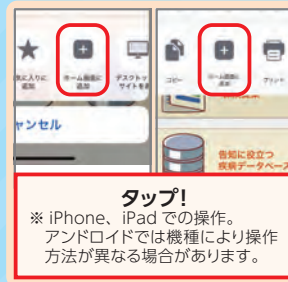 気に入りに
追加
ホーム画面に
追加
デスクトップ
サイトを表
キャンセル
コピー
ホーム画面に
追加
プリント
告知に役立つ
疾病データベース
タップ!
※ iPhone、iPad での操作。
アンドロイドでは機種により操作
方法が異なる場合があります。